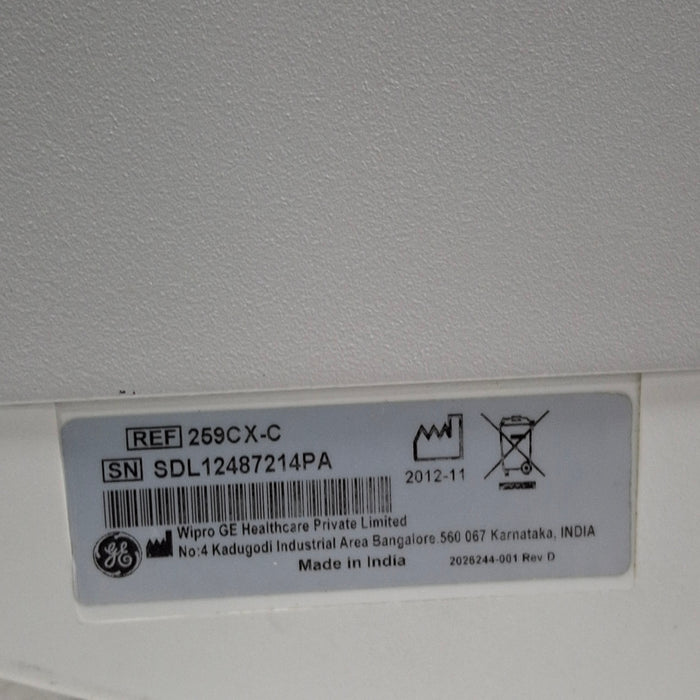 REF 259CX-C
SN SDL12487214PA
2012-11
GE
Wipro GE Healthcare Private Limited
No:4 Kadugodi Industrial Area Bangalore.560 067 Karnataka, INDIA
Made in India
2026244-001 Rev D